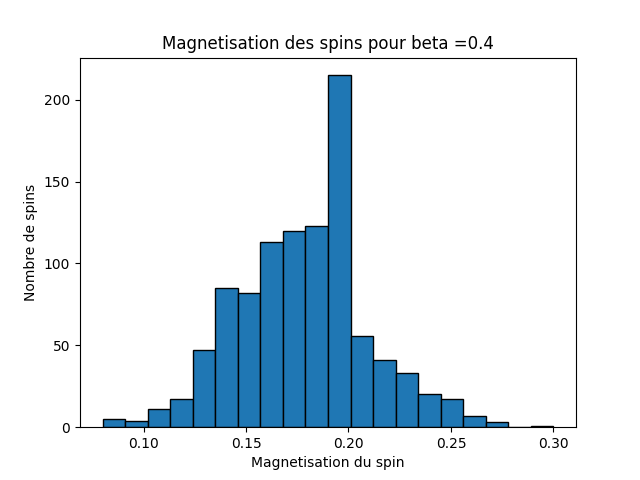 Magnetisation des spins pour beta =0.4
Nombre de spins
200
150
100
50
0
0.10 0.15 0.20 0.25 0.30
Magnetisation du spin